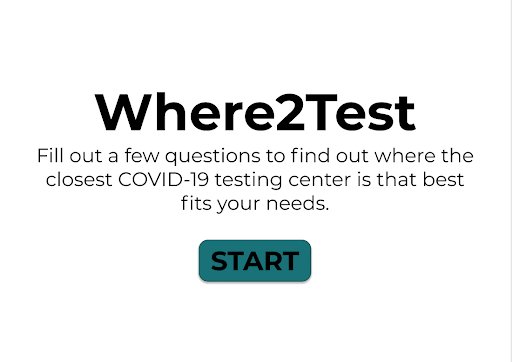 Where2Test
Fill out a few questions to find out where the
closest COVID-19 testing center is that best
fits your needs.
START